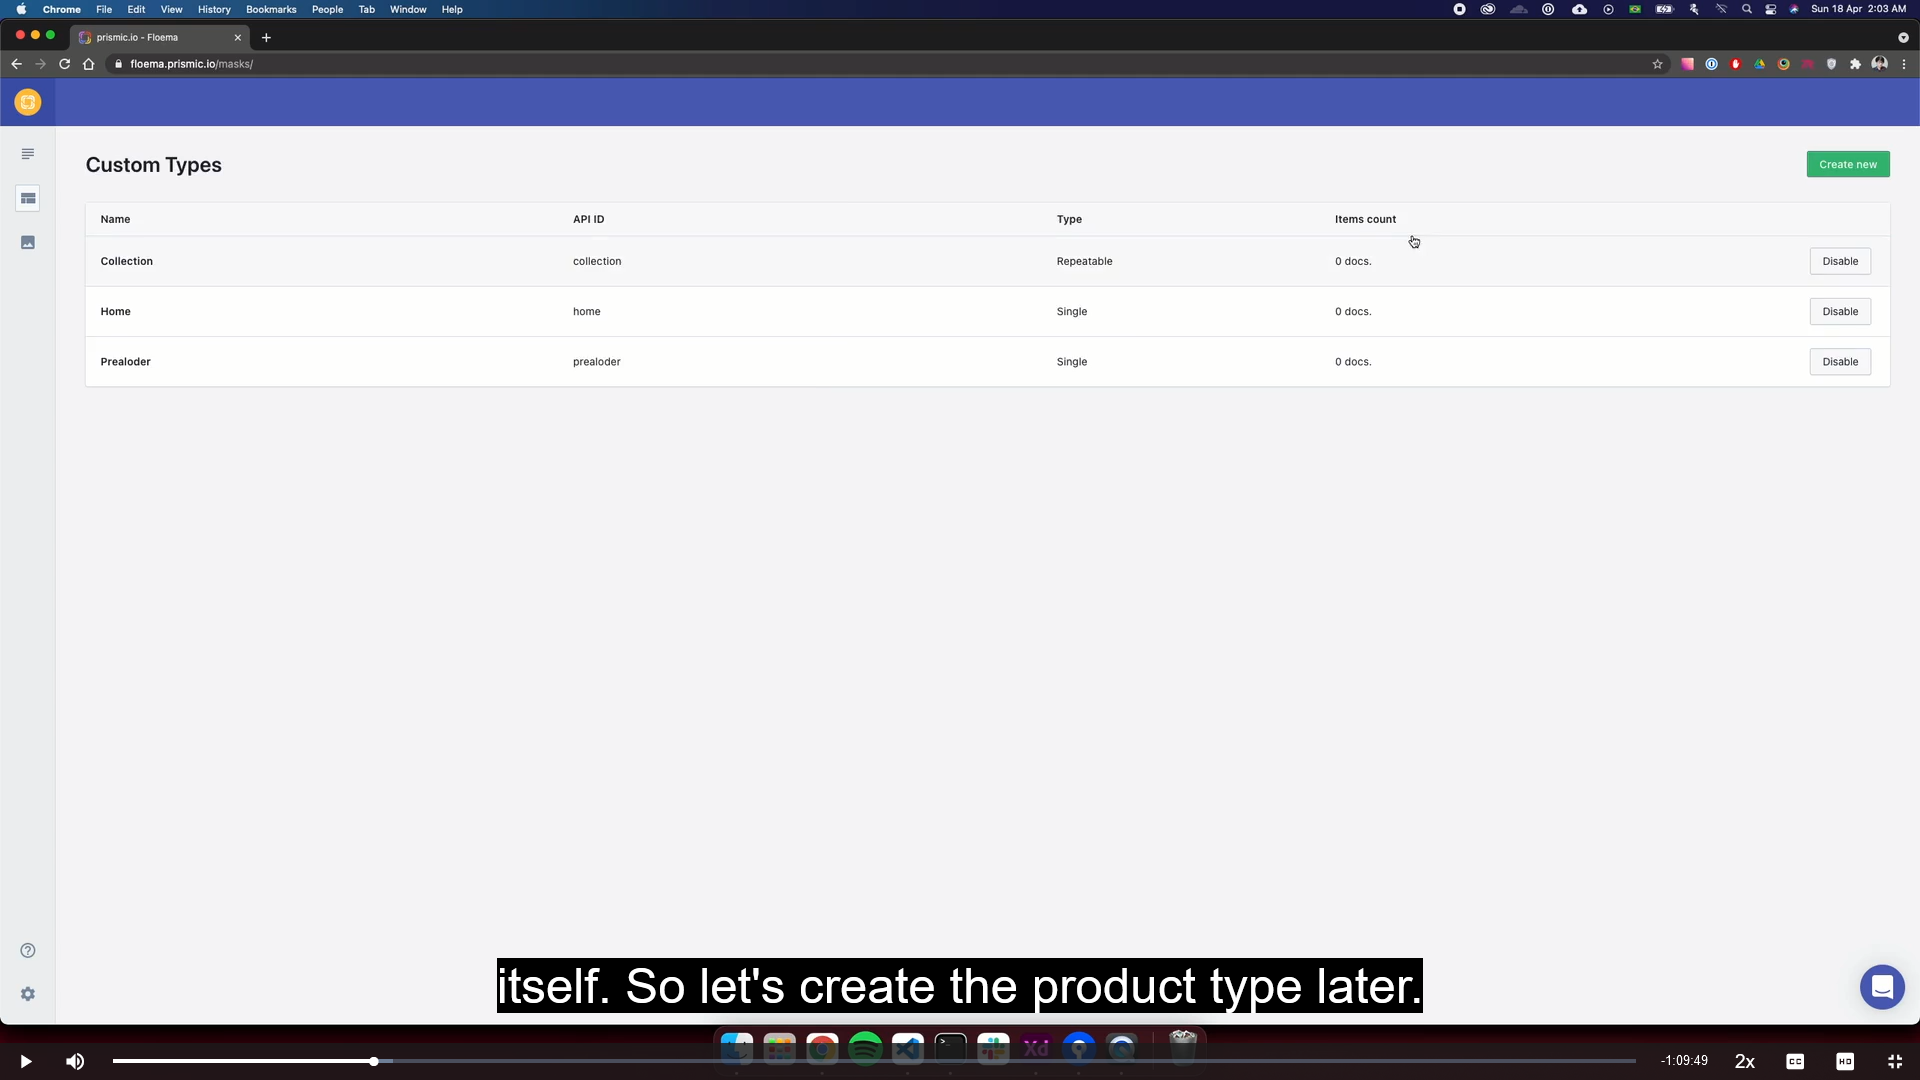 Chrome File Edit View History Bookmarks People Tab Window Help Sun 18 Apr 2:03 AM
prismic.io - Floema
floema.prismic.io/masks/
Custom Types
Create new
Name API ID Type Items count
Collection collection Repeatable 0 docs. Disable
Home home Single 0 docs. Disable
Prealoder prealoder Single 0 docs. Disable
itself. So let's create the product type later.
Xd
-1:09:49 2x CC HD